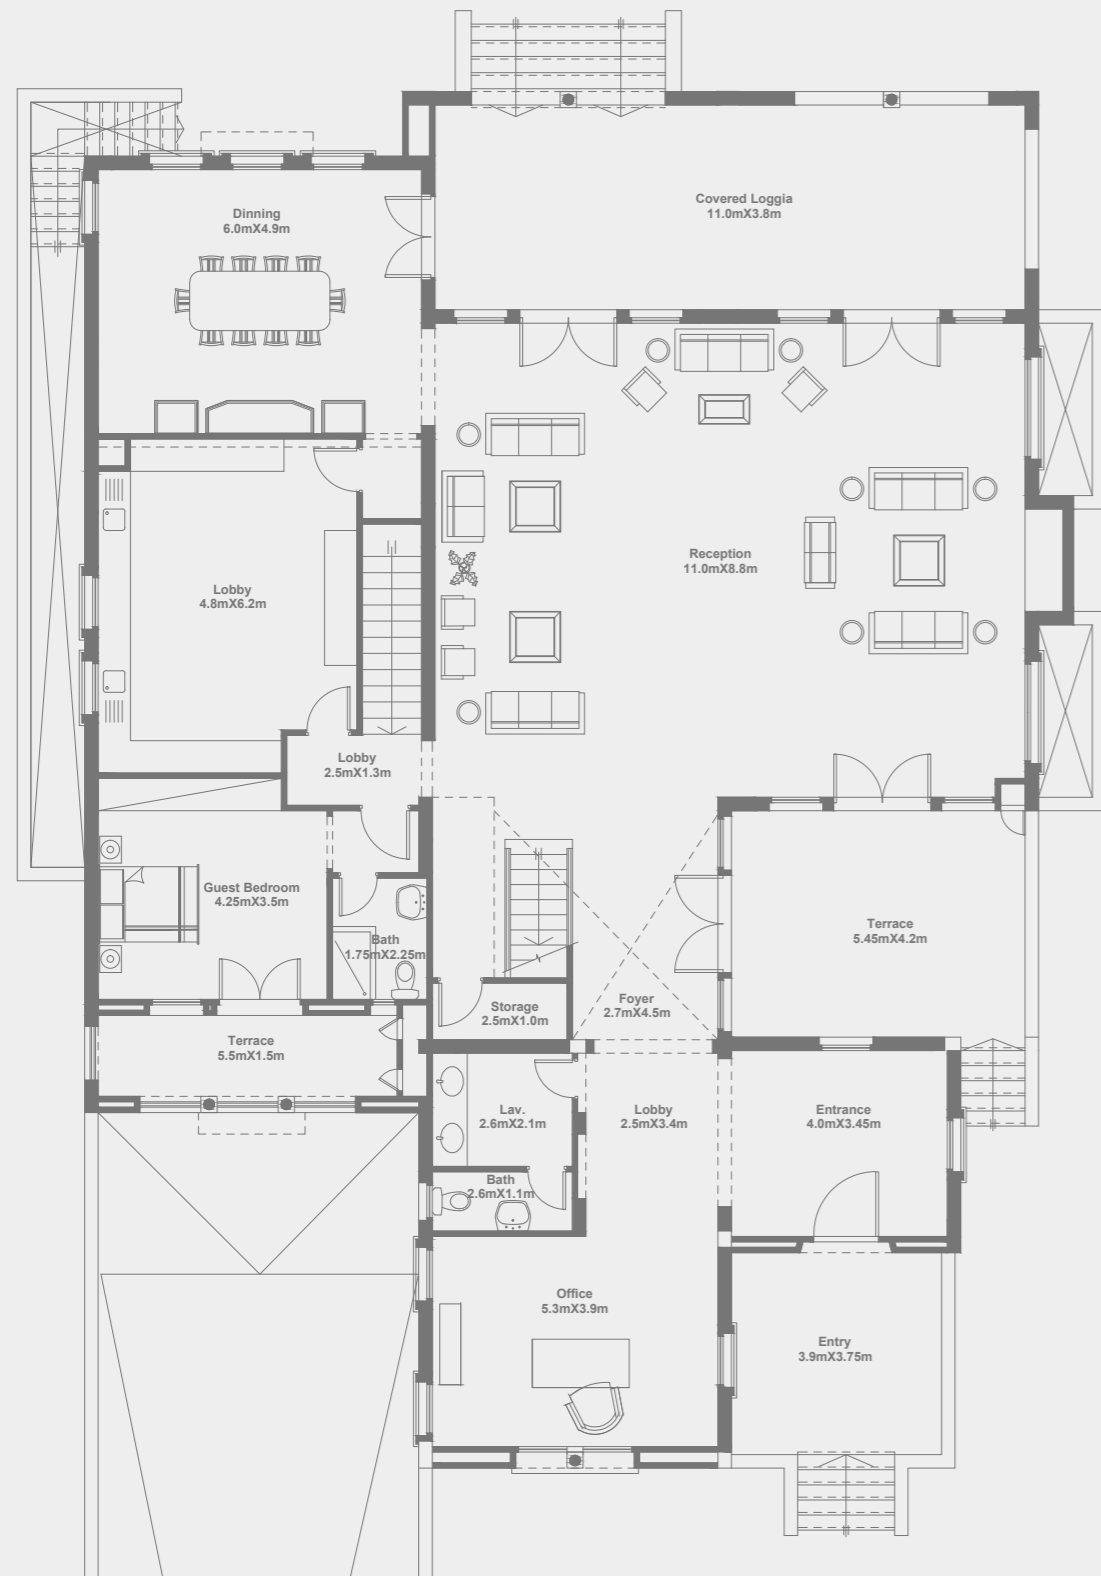 Covered Loggia
11.0mX3.8m
Dinning
6.0mX4.9m
Reception
11.0mX8.8m
Lobby
4.8mX6.2m
Lobby
2.5mX1.3m
Guest Bedroom
4.25mX3.5m
Bath
1.75mX2.25m
Terrace
5.45mX4.2m
Storage
2.5mX1.0m
Foyer
2.7mX4.5m
Terrace
5.5mX1.5m
Lav.
2.6mX2.1m
Lobby
2.5mX3.4m
Entrance
4.0mX3.45m
Bath
2.6mX1.1m
Office
5.3mX3.9m
Entry
3.9mX3.75m